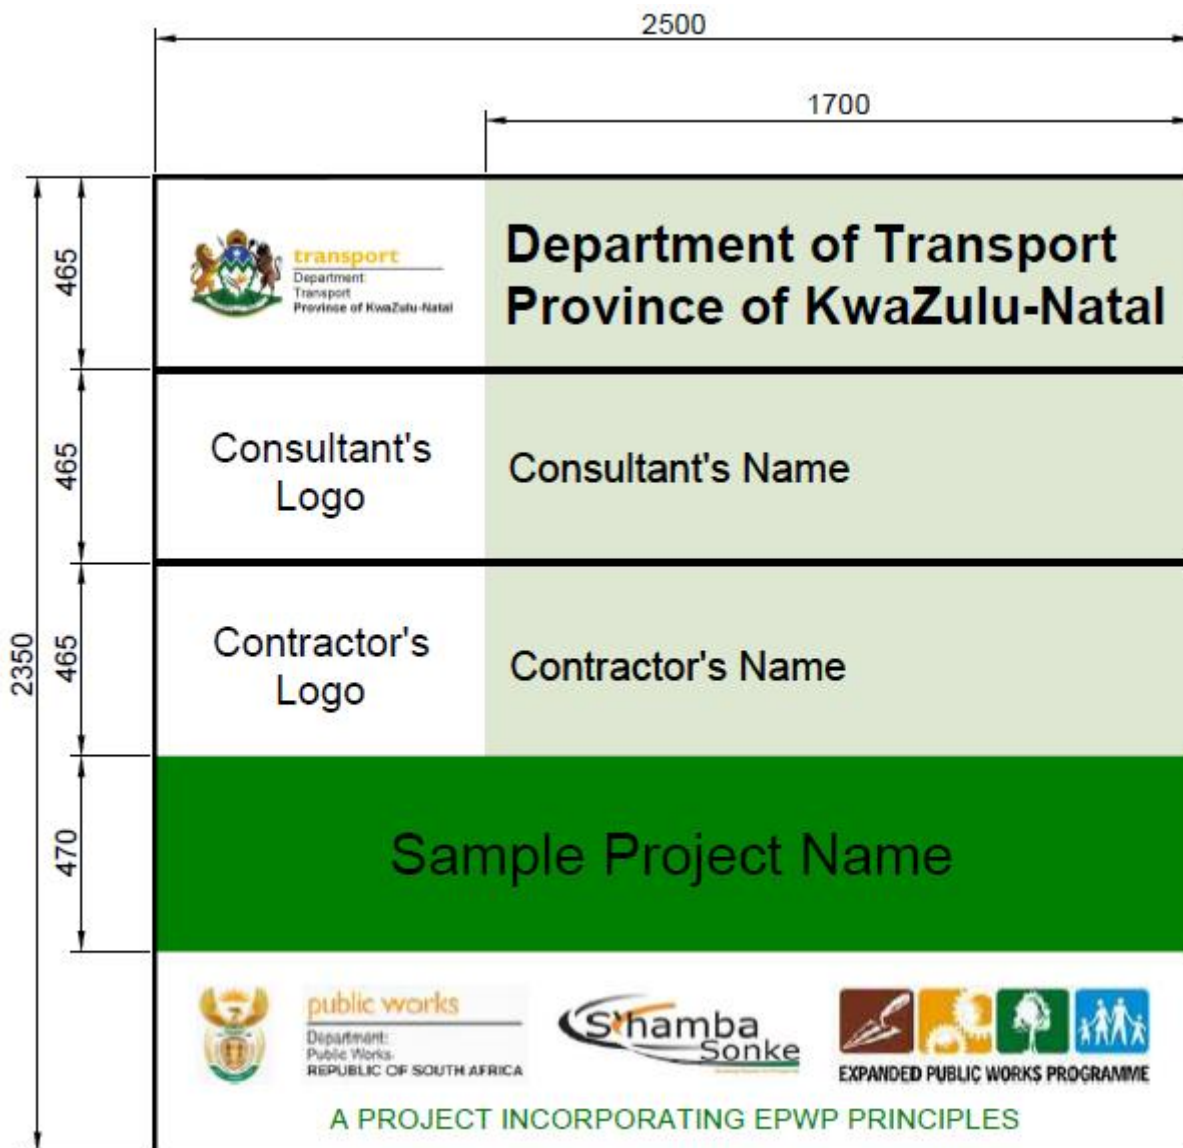 2500
1700
465
transport
Department:
Transport
Province of KwaZulu-Natal
Department of Transport
Province of KwaZulu-Natal
465
Consultant's
Logo
Consultant's Name
2350
465
Contractor's
Logo
Contractor's Name
470
Sample Project Name
public works
Department:
Public Works
REPUBLIC OF SOUTH AFRICA
S'hamba
Sonke
EXPANDED PUBLIC WORKS PROGRAMME
A PROJECT INCORPORATING EPWP PRINCIPLES